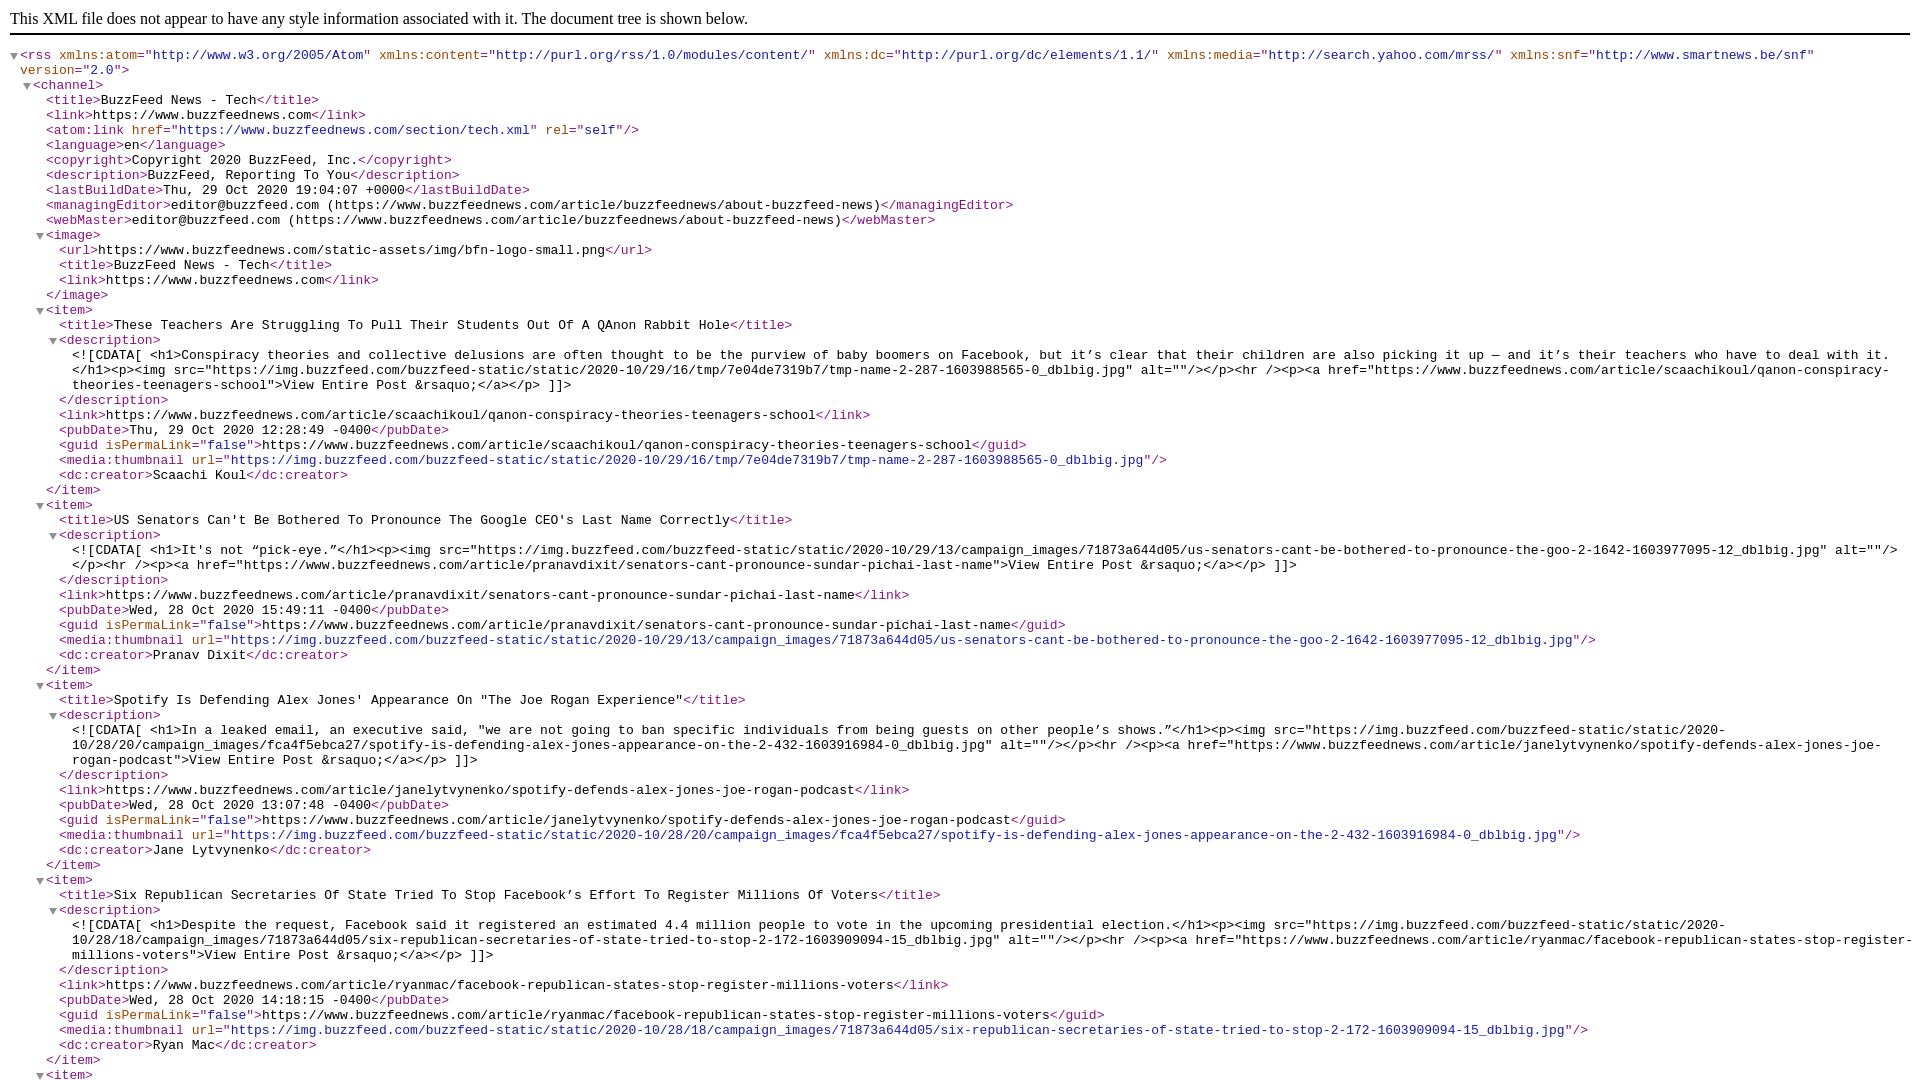 This XML file does not appear to have any style information associated with it. The document tree is shown below.
<rss xmlns:atom="http://www.w3.org/2005/Atom" xmlns:content="http://purl.org/rss/1.0/modules/content/" xmlns:dc="http://purl.org/dc/elements/1.1/" xmlns:media="http://search.yahoo.com/mrss/" xmlns:snf="http://www.smartnews.be/snf"
version="2.0">
<channel>
<title>BuzzFeed News - Tech</title>
<link>https://www.buzzfeednews.com</link>
<atom:link href="https://www.buzzfeednews.com/section/tech.xml" rel="self"/>
<language>en</language>
<copyright>Copyright 2020 BuzzFeed, Inc.</copyright>
<description>BuzzFeed, Reporting To You</description>
<lastBuildDate>Thu, 29 Oct 2020 19:04:07 +0000</lastBuildDate>
<managingEditor>editor@buzzfeed.com (https://www.buzzfeednews.com/article/buzzfeednews/about-buzzfeed-news)</managingEditor>
<webMaster>editor@buzzfeed.com (https://www.buzzfeednews.com/article/buzzfeednews/about-buzzfeed-news)</webMaster>
<image>
<url>https://www.buzzfeednews.com/static-assets/img/bfn-logo-small.png</url>
<title>BuzzFeed News - Tech</title>
<link>https://www.buzzfeednews.com</link>
</image>
<item>
<title>These Teachers Are Struggling To Pull Their Students Out Of A QAnon Rabbit Hole</title>
<description>
<![CDATA[ <h1>Conspiracy theories and collective delusions are often thought to be the purview of baby boomers on Facebook, but it’s clear that their children are also picking it up — and it’s their teachers who have to deal with it.
</h1><p><img src="https://img.buzzfeed.com/buzzfeed-static/static/2020-10/29/16/tmp/7e04de7319b7/tmp-name-2-287-1603988565-0_dblbig.jpg" alt=""/></p><hr /><p><a href="https://www.buzzfeednews.com/article/scaachikoul/qanon-conspiracy-
theories-teenagers-school">View Entire Post &rsaquo;</a></p> ]]>
</description>
<link>https://www.buzzfeednews.com/article/scaachikoul/qanon-conspiracy-theories-teenagers-school</link>
<pubDate>Thu, 29 Oct 2020 12:28:49 -0400</pubDate>
<guid isPermaLink="false">https://www.buzzfeednews.com/article/scaachikoul/qanon-conspiracy-theories-teenagers-school</guid>
<media:thumbnail url="https://img.buzzfeed.com/buzzfeed-static/static/2020-10/29/16/tmp/7e04de7319b7/tmp-name-2-287-1603988565-0_dblbig.jpg"/>
<dc:creator>Scaachi Koul</dc:creator>
</item>
<item>
<title>US Senators Can't Be Bothered To Pronounce The Google CEO's Last Name Correctly</title>
<description>
<![CDATA[ <h1>It's not “pick-eye.”</h1><p><img src="https://img.buzzfeed.com/buzzfeed-static/static/2020-10/29/13/campaign_images/71873a644d05/us-senators-cant-be-bothered-to-pronounce-the-goo-2-1642-1603977095-12_dblbig.jpg" alt=""/>
</p><hr /><p><a href="https://www.buzzfeednews.com/article/pranavdixit/senators-cant-pronounce-sundar-pichai-last-name">View Entire Post &rsaquo;</a></p> ]]>
</description>
<link>https://www.buzzfeednews.com/article/pranavdixit/senators-cant-pronounce-sundar-pichai-last-name</link>
<pubDate>Wed, 28 Oct 2020 15:49:11 -0400</pubDate>
<guid isPermaLink="false">https://www.buzzfeednews.com/article/pranavdixit/senators-cant-pronounce-sundar-pichai-last-name</guid>
<media:thumbnail url="https://img.buzzfeed.com/buzzfeed-static/static/2020-10/29/13/campaign_images/71873a644d05/us-senators-cant-be-bothered-to-pronounce-the-goo-2-1642-1603977095-12_dblbig.jpg"/>
<dc:creator>Pranav Dixit</dc:creator>
</item>
<item>
<title>Spotify Is Defending Alex Jones' Appearance On "The Joe Rogan Experience"</title>
<description>
<![CDATA[ <h1>In a leaked email, an executive said, "we are not going to ban specific individuals from being guests on other people’s shows.”</h1><p><img src="https://img.buzzfeed.com/buzzfeed-static/static/2020-
10/28/20/campaign_images/fca4f5ebca27/spotify-is-defending-alex-jones-appearance-on-the-2-432-1603916984-0_dblbig.jpg" alt=""/></p><hr /><p><a href="https://www.buzzfeednews.com/article/janelytvynenko/spotify-defends-alex-jones-joe-
rogan-podcast">View Entire Post &rsaquo;</a></p> ]]>
</description>
<link>https://www.buzzfeednews.com/article/janelytvynenko/spotify-defends-alex-jones-joe-rogan-podcast</link>
<pubDate>Wed, 28 Oct 2020 13:07:48 -0400</pubDate>
<guid isPermaLink="false">https://www.buzzfeednews.com/article/janelytvynenko/spotify-defends-alex-jones-joe-rogan-podcast</guid>
<media:thumbnail url="https://img.buzzfeed.com/buzzfeed-static/static/2020-10/28/20/campaign_images/fca4f5ebca27/spotify-is-defending-alex-jones-appearance-on-the-2-432-1603916984-0_dblbig.jpg"/>
<dc:creator>Jane Lytvynenko</dc:creator>
</item>
<item>
<title>Six Republican Secretaries Of State Tried To Stop Facebook’s Effort To Register Millions Of Voters</title>
<description>
<![CDATA[ <h1>Despite the request, Facebook said it registered an estimated 4.4 million people to vote in the upcoming presidential election.</h1><p><img src="https://img.buzzfeed.com/buzzfeed-static/static/2020-
10/28/18/campaign_images/71873a644d05/six-republican-secretaries-of-state-tried-to-stop-2-172-1603909094-15_dblbig.jpg" alt=""/></p><hr /><p><a href="https://www.buzzfeednews.com/article/ryanmac/facebook-republican-states-stop-register-
millions-voters">View Entire Post &rsaquo;</a></p> ]]>
</description>
<link>https://www.buzzfeednews.com/article/ryanmac/facebook-republican-states-stop-register-millions-voters</link>
<pubDate>Wed, 28 Oct 2020 14:18:15 -0400</pubDate>
<guid isPermaLink="false">https://www.buzzfeednews.com/article/ryanmac/facebook-republican-states-stop-register-millions-voters</guid>
<media:thumbnail url="https://img.buzzfeed.com/buzzfeed-static/static/2020-10/28/18/campaign_images/71873a644d05/six-republican-secretaries-of-state-tried-to-stop-2-172-1603909094-15_dblbig.jpg"/>
<dc:creator>Ryan Mac</dc:creator>
</item>
<item>